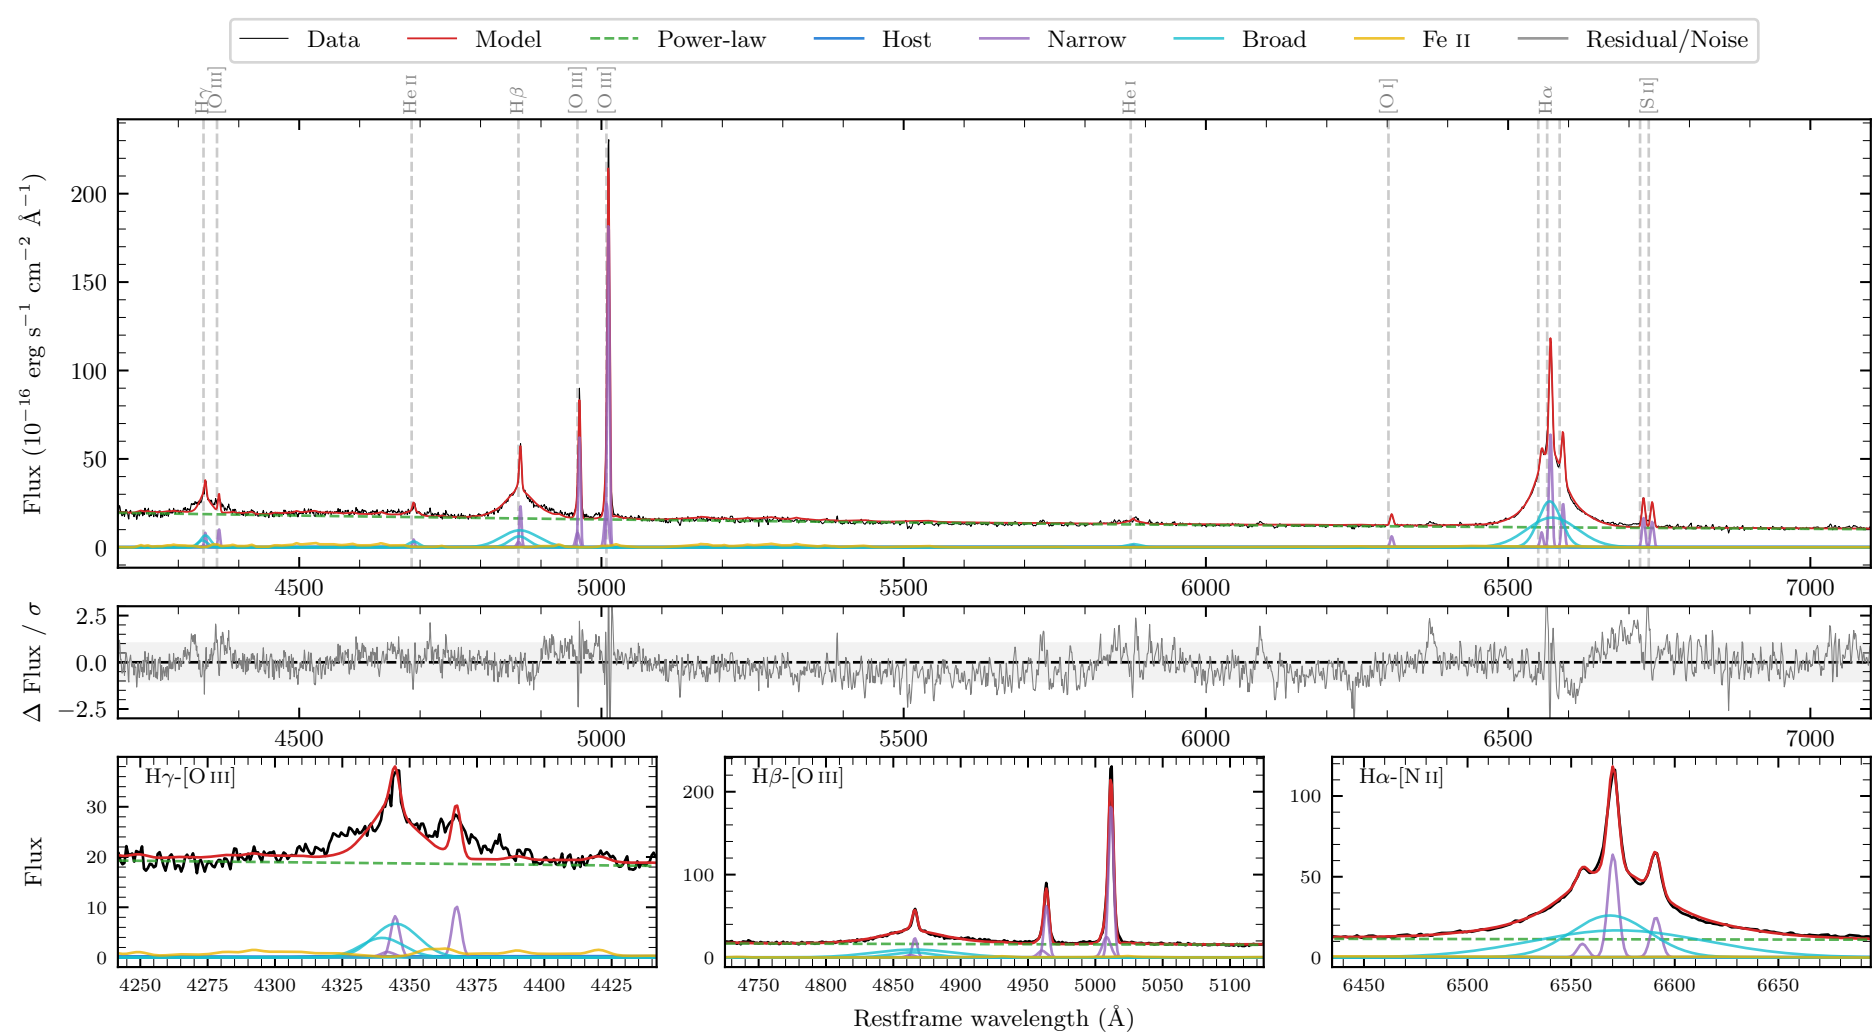 Data Model Power-law Host Narrow Broad Fe II Residual/Noise
Hγ [O III] He II Hβ [O III] [O III] He I [O I] Hα [S II]
Flux (10⁻¹⁶ erg s⁻¹ cm⁻² Å⁻¹)
200
150
100
50
0
4500 5000 5500 6000 6500 7000
Δ Flux / σ
2.5
0.0
−2.5
4500 5000 5500 6000 6500 7000
Flux
Hγ-[O III]
30
20
10
0
4250 4275 4300 4325 4350 4375 4400 4425
Hβ-[O III]
200
100
0
4750 4800 4850 4900 4950 5000 5050 5100
Hα-[N II]
100
50
0
6450 6500 6550 6600 6650
Restframe wavelength (Å)